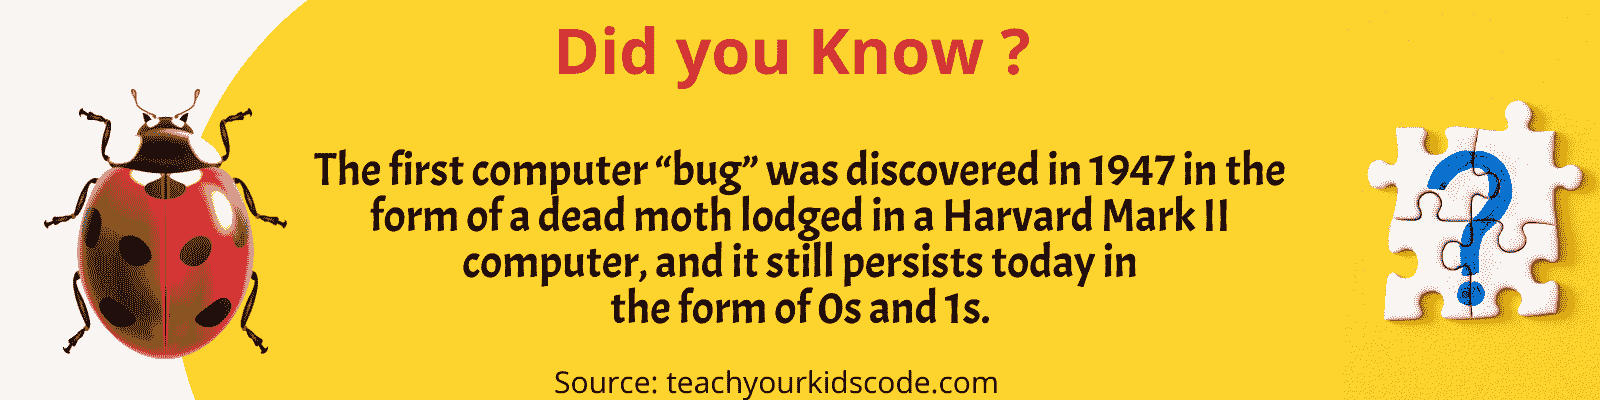 Did you Know ?
The first computer “bug” was discovered in 1947 in the
form of a dead moth lodged in a Harvard Mark II
computer, and it still persists today in
the form of 0s and 1s.
Source: teachyourkidscode.com
?